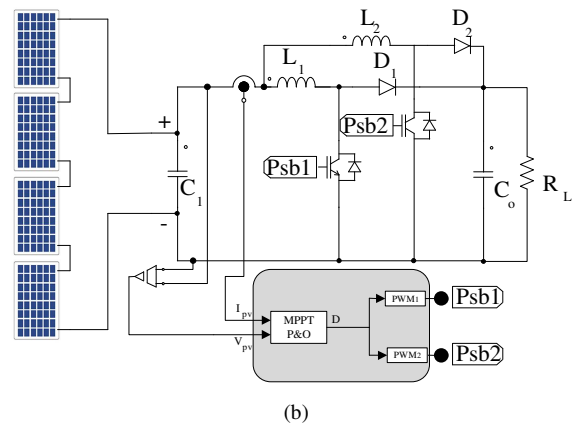 L2
D2
L1
D1
Psb2
+
Psb1
C1
Co
RL
-
Ipv
MPPT
P&O
D
PWM1
Psb1
Vpv
PWM2
Psb2
(b)